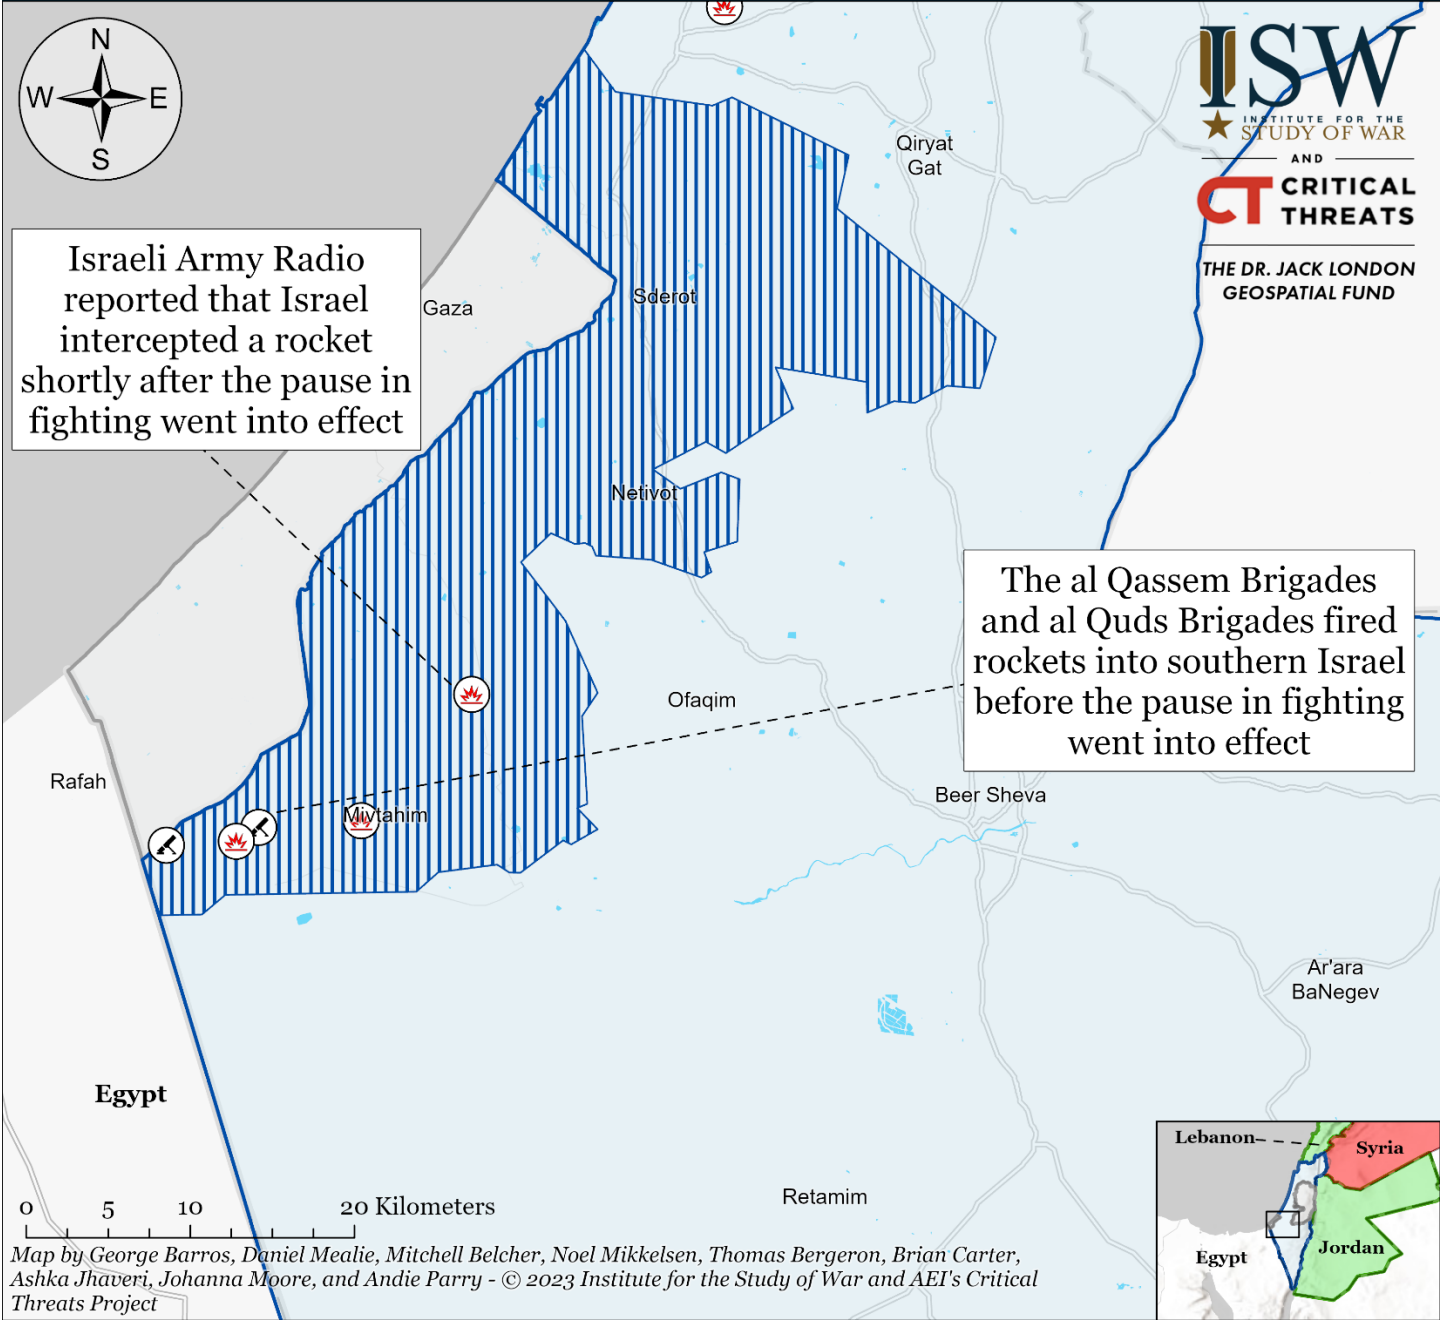 N
W E
S
ISW
INSTITUTE FOR THE
STUDY OF WAR
AND
CT CRITICAL
THREATS
THE DR. JACK LONDON
GEOSPATIAL FUND
Qiryat
Gat
Israeli Army Radio
reported that Israel
intercepted a rocket
shortly after the pause in
fighting went into effect
Gaza
Sderot
Netivot
The al Qassem Brigades
and al Quds Brigades fired
rockets into southern Israel
before the pause in fighting
went into effect
Ofaqim
Rafah
Mivtahim
Beer Sheva
Ar'ara
BaNegev
Egypt
Retamim
Lebanon
Syria
Egypt
Jordan
0 5 10 20 Kilometers
Map by George Barros, Daniel Mealie, Mitchell Belcher, Noel Mikkelsen, Thomas Bergeron, Brian Carter,
Ashka Jhaveri, Johanna Moore, and Andie Parry - © 2023 Institute for the Study of War and AEI's Critical
Threats Project